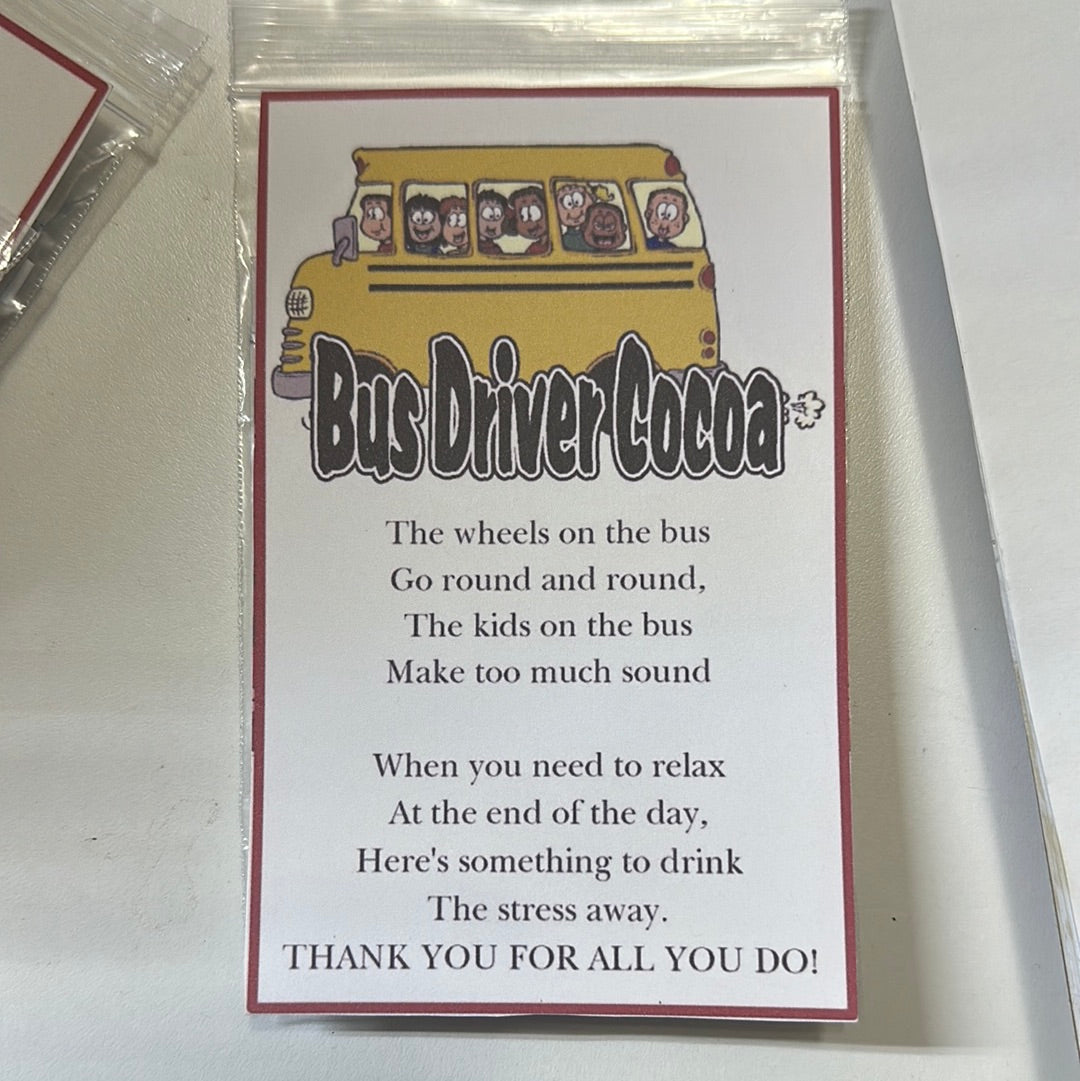 Bus Driver Cocoa
The wheels on the bus
Go round and round,
The kids on the bus
Make too much sound
When you need to relax
At the end of the day,
Here's something to drink
The stress away.
THANK YOU FOR ALL YOU DO!